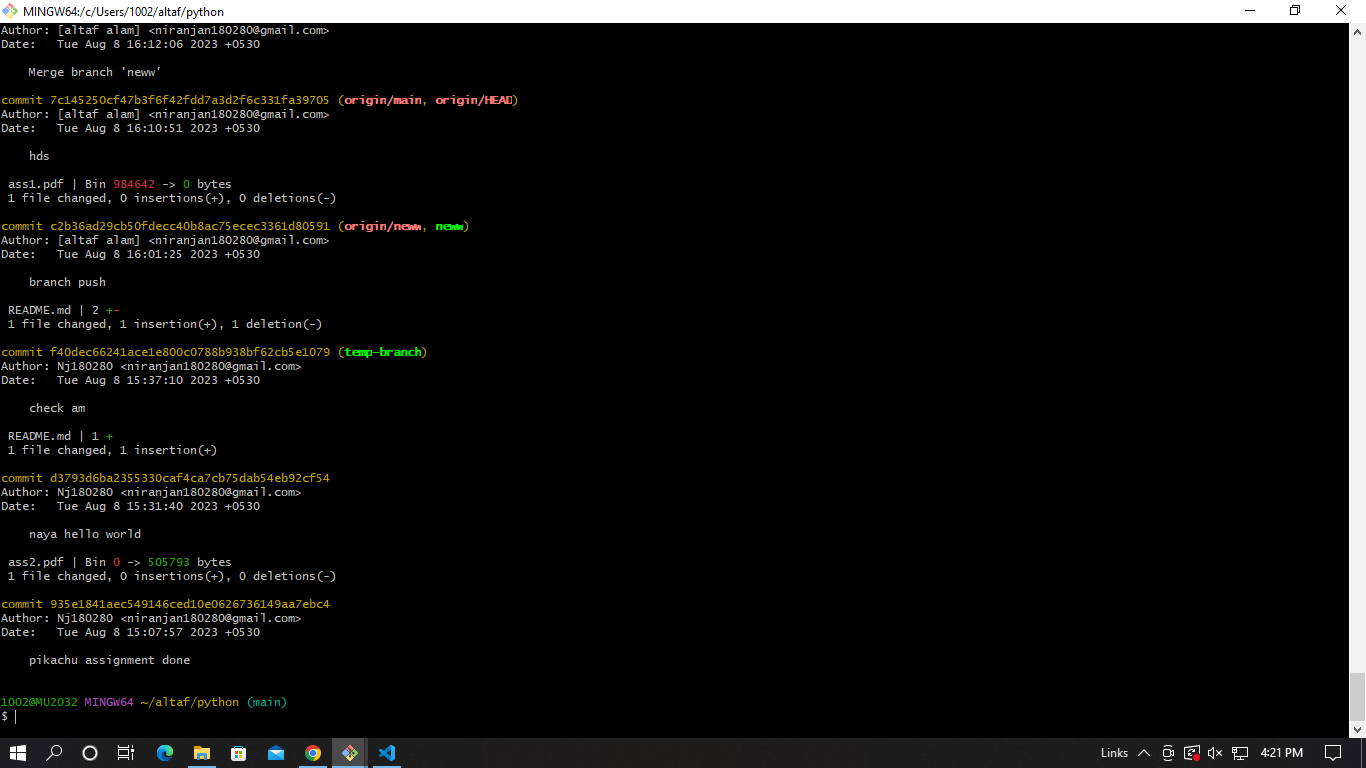 MINGW64:/c/Users/1002/altaf/python
Author: [altaf alam] <niranjan180280@gmail.com>
Date:   Tue Aug 8 16:12:06 2023 +0530
Merge branch 'neww'
commit 7c145250cf47b3f6f42fdd7a3d2f6c331fa39705 (origin/main, origin/HEAD)
Author: [altaf alam] <niranjan180280@gmail.com>
Date:   Tue Aug 8 16:10:51 2023 +0530
hds
ass1.pdf | Bin 984642 -> 0 bytes
1 file changed, 0 insertions(+), 0 deletions(-)
commit c2b36ad29cb50fdecc40b8ac75ecec3361d80591 (origin/neww, neww)
Author: [altaf alam] <niranjan180280@gmail.com>
Date:   Tue Aug 8 16:01:25 2023 +0530
branch push
README.md | 2 +-
1 file changed, 1 insertion(+), 1 deletion(-)
commit f40dec66241ace1e800c0788b938bf62cb5e1079 (temp-branch)
Author: Nj180280 <niranjan180280@gmail.com>
Date:   Tue Aug 8 15:37:10 2023 +0530
check am
README.md | 1 +
1 file changed, 1 insertion(+)
commit d3793d6ba2355330caf4ca7cb75dab54eb92cf54
Author: Nj180280 <niranjan180280@gmail.com>
Date:   Tue Aug 8 15:31:40 2023 +0530
naya hello world
ass2.pdf | Bin 0 -> 505793 bytes
1 file changed, 0 insertions(+), 0 deletions(-)
commit 935e1841aec549146ced10e0626736149aa7ebc4
Author: Nj180280 <niranjan180280@gmail.com>
Date:   Tue Aug 8 15:07:57 2023 +0530
pikachu assignment done
1002@MU2032 MINGW64 ~/altaf/python (main)
$
Links 4:21 PM